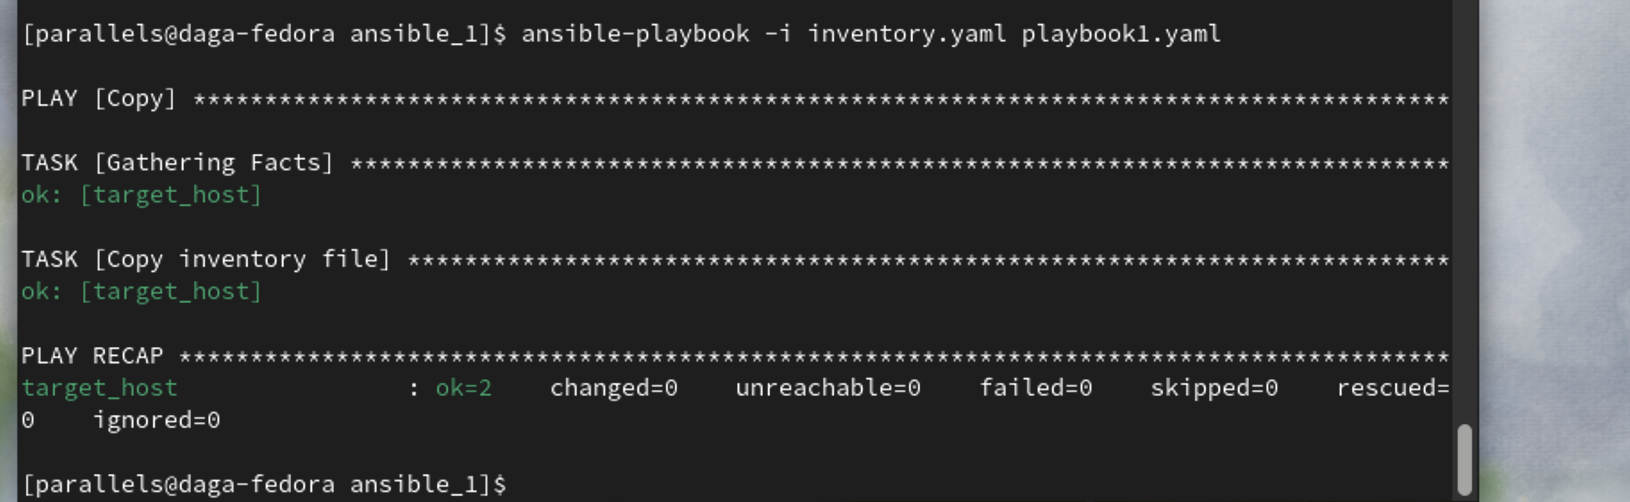 [parallels@daga-fedora ansible_1]$ ansible-playbook -i inventory.yaml playbook1.yaml
PLAY [Copy] ****************************************************************************************
TASK [Gathering Facts] *****************************************************************************
ok: [target_host]
TASK [Copy inventory file] *************************************************************************
ok: [target_host]
PLAY RECAP *****************************************************************************************
target_host : ok=2 changed=0 unreachable=0 failed=0 skipped=0 rescued=
0 ignored=0
[parallels@daga-fedora ansible_1]$